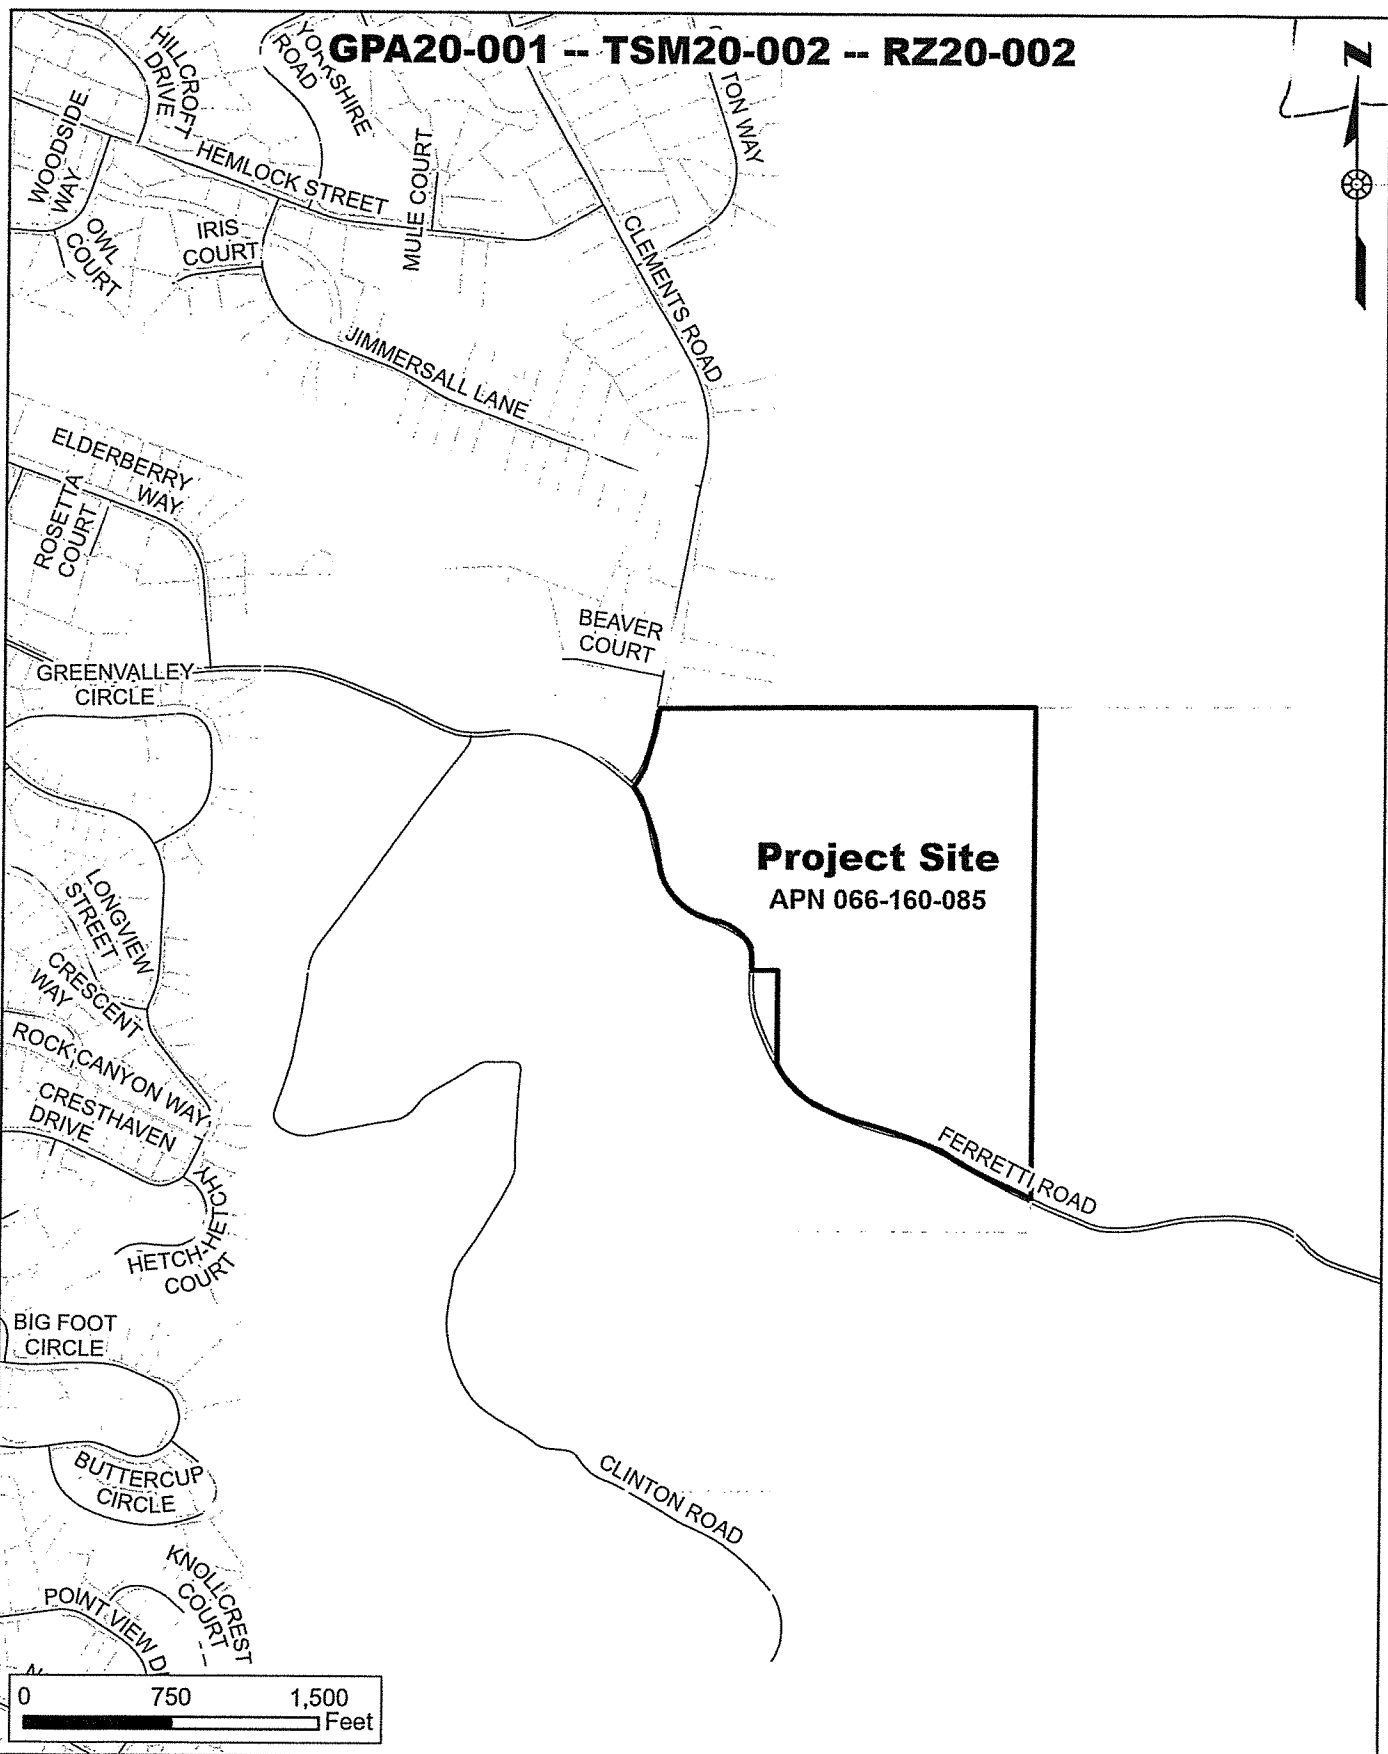 GPA20-001 -- TSM20-002 -- RZ20-002
N
HILLCROFT
DRIVE
YORKSHIRE
ROAD
TON WAY
WOODSIDE
WAY
HEMLOCK STREET
MULE COURT
OWL
COURT
IRIS
COURT
CLEMENTS ROAD
JIMMERSALL LANE
ELDERBERRY
WAY
ROSETTA
COURT
BEAVER
COURT
GREENVALLEY
CIRCLE
Project Site
APN 066-160-085
LONGVIEW
STREET
CRESCENT
WAY
ROCK CANYON WAY
CRESTHAVEN
DRIVE
FERRETTI ROAD
HETCH-HETCHY
COURT
BIG FOOT
CIRCLE
BUTTERCUP
CIRCLE
CLINTON ROAD
KNOLLCREST
COURT
POINT VIEW D
0 750 1,500
Feet